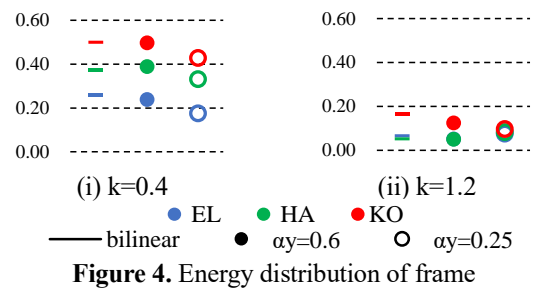 0.60
0.40
0.20
0.00
(i) k=0.4
0.60
0.40
0.20
0.00
(ii) k=1.2
EL HA KO
bilinear αy=0.6 αy=0.25
Figure 4. Energy distribution of frame